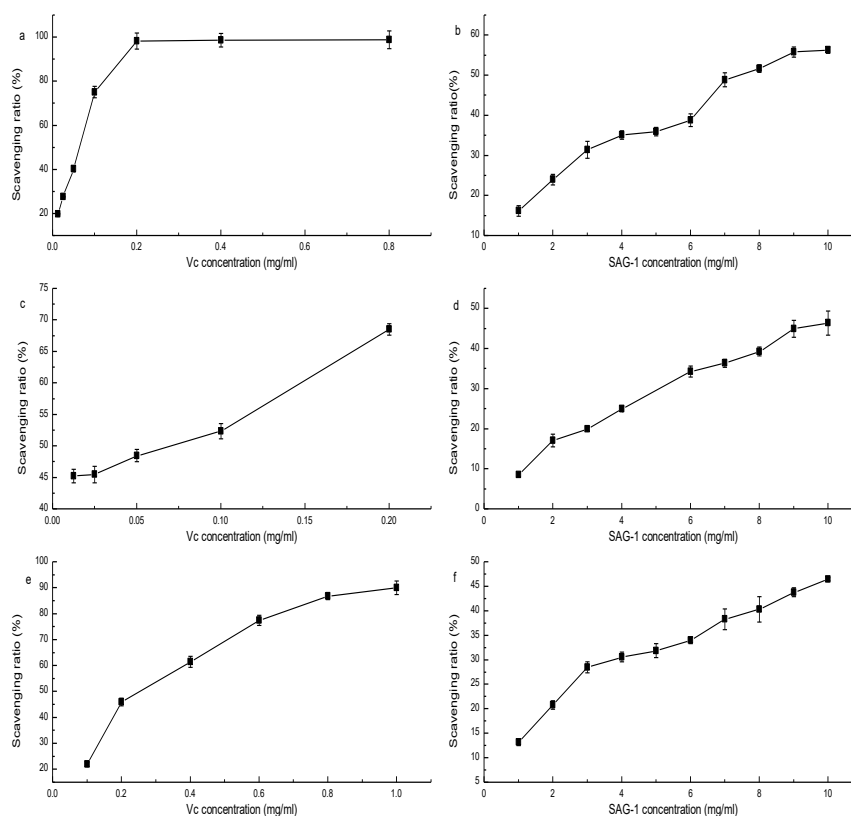 a
Scavenging ratio (%)
100
80
60
40
20
0.0 0.2 0.4 0.6 0.8
Vc concentration (mg/ml)
b
Scavenging ratio(%)
60
50
40
30
20
10
0 2 4 6 8 10
SAG-1 concentration (mg/ml)
c
Scavenging ratio (%)
75
70
65
60
55
50
45
40
0.00 0.05 0.10 0.15 0.20
Vc concentration (mg/ml)
d
Scavenging ratio (%)
50
40
30
20
10
0
0 2 4 6 8 10
SAG-1 concentration (mg/ml)
e
Scavenging ratio (%)
100
90
80
70
60
50
40
30
20
0.0 0.2 0.4 0.6 0.8 1.0
Vc concentration (mg/ml)
f
Scavenging ratio (%)
50
45
40
35
30
25
20
15
10
5
0 2 4 6 8 10
SAG-1 concentration (mg/ml)